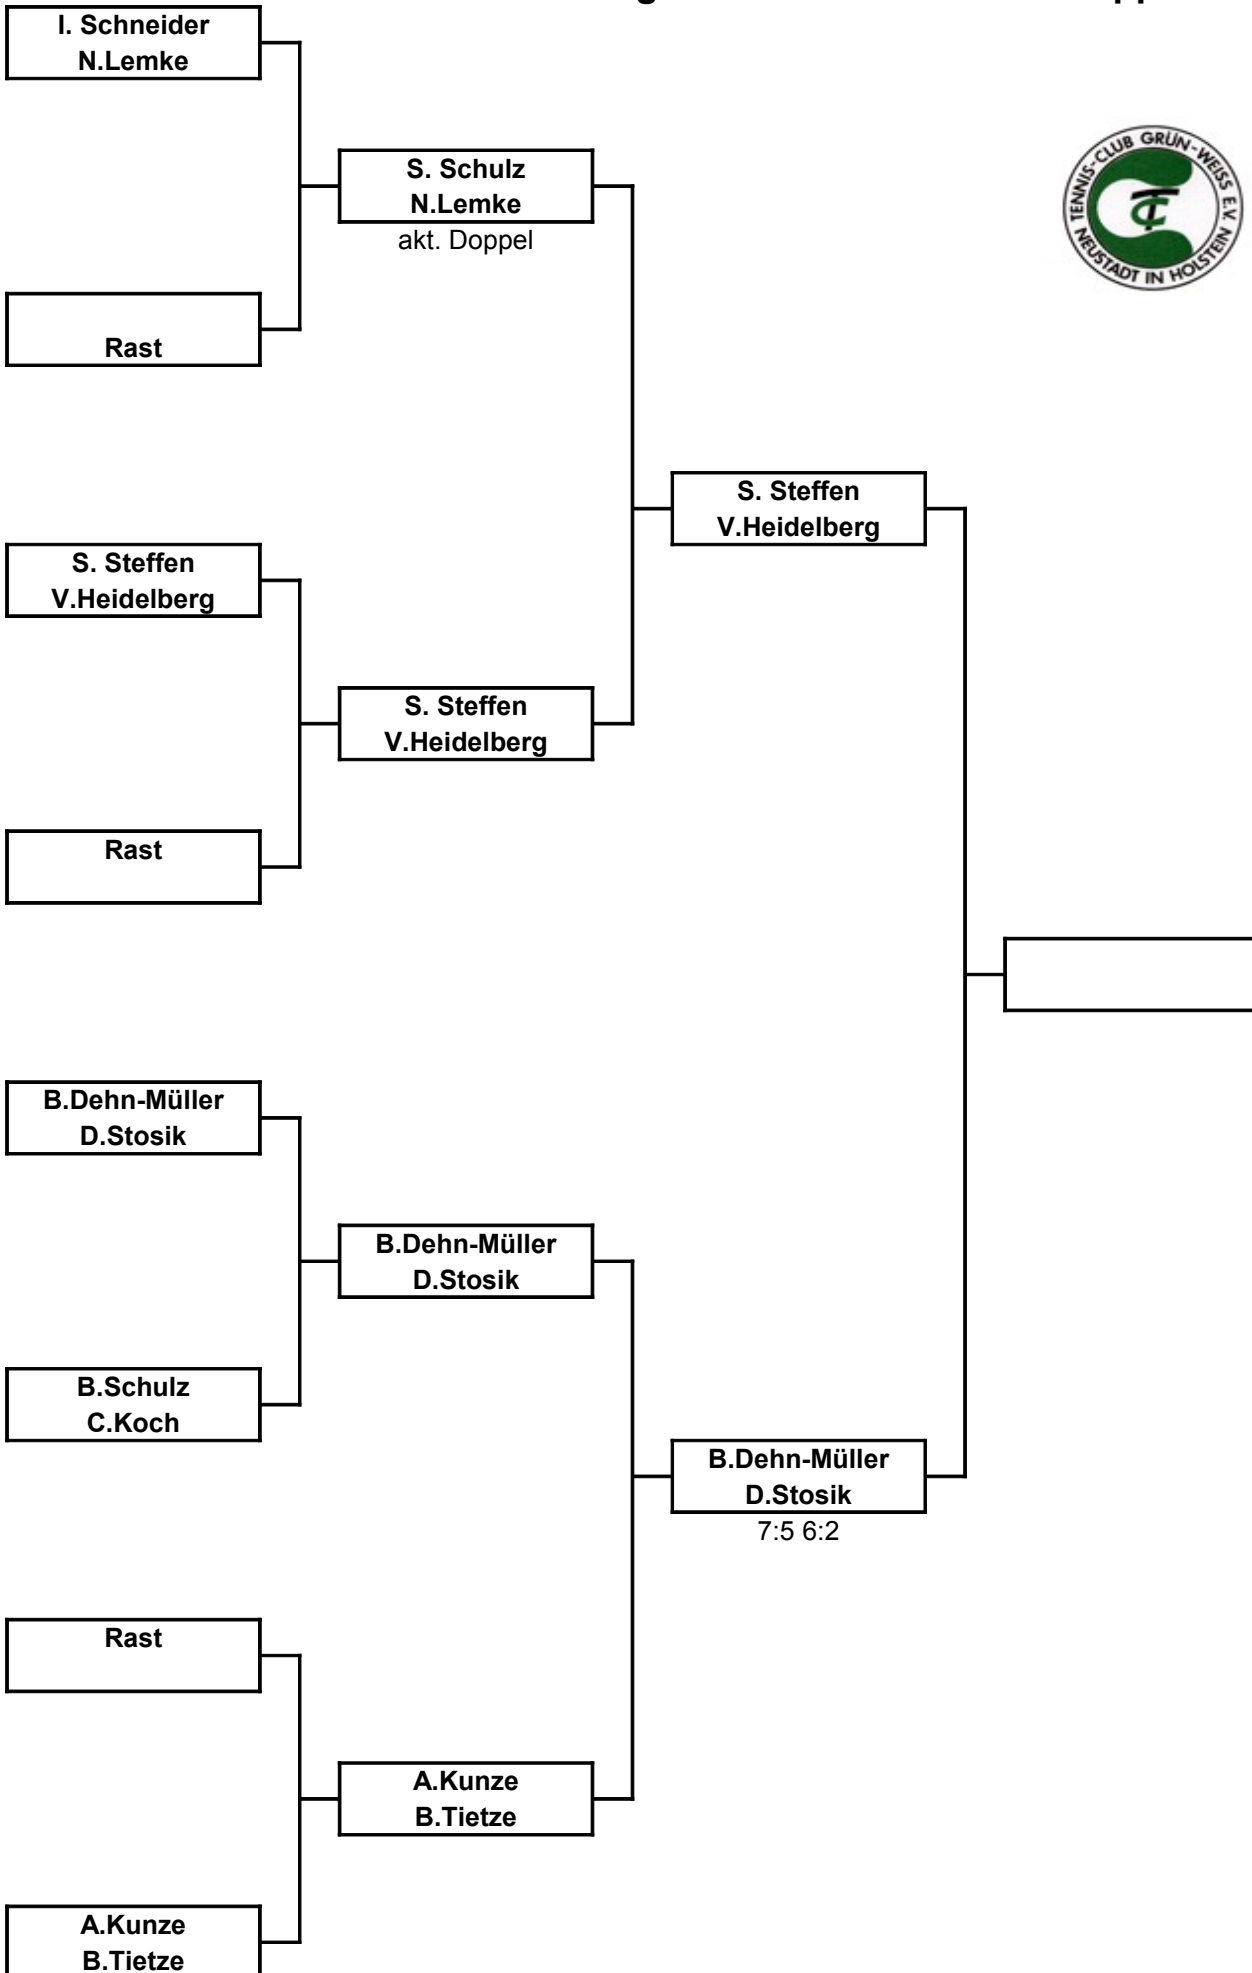 I. Schneider
N.Lemke
S. Schulz
N.Lemke
akt. Doppel
TENNIS-CLUB GRÜN-WEISS E.V.
NEUSTADT IN HOLSTEIN
Rast
S. Steffen
V.Heidelberg
S. Steffen
V.Heidelberg
S. Steffen
V.Heidelberg
Rast
B.Dehn-Müller
D.Stosik
B.Dehn-Müller
D.Stosik
B.Schulz
C.Koch
B.Dehn-Müller
D.Stosik
7:5 6:2
Rast
A.Kunze
B.Tietze
A.Kunze
B.Tietze